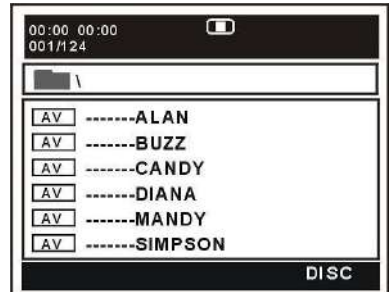 00:00 00:00
001/124
\
AV -------ALAN
AV -------BUZZ
AV -------CANDY
AV -------DIANA
AV -------MANDY
AV -------SIMPSON
DISC